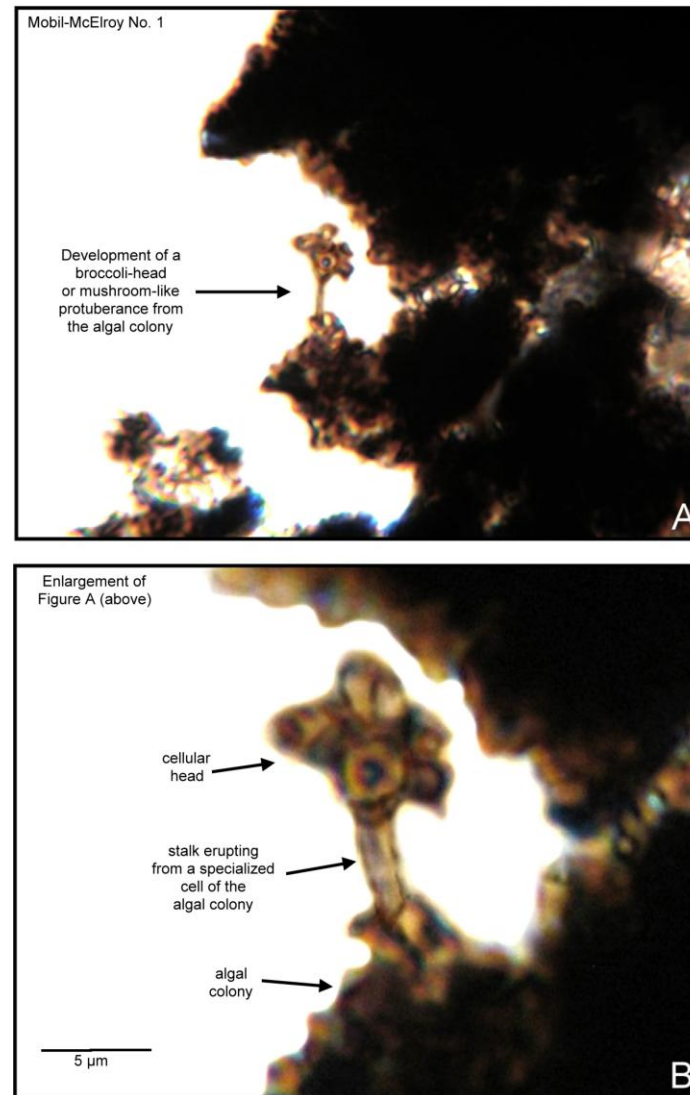 Mobil-McElroy No. 1
Development of a
broccoli-head
or mushroom-like
protuberance from
the algal colony
A
Enlargement of
Figure A (above)
cellular
head
stalk erupting
from a specialized
cell of the
algal colony
algal
colony
5 µm
B